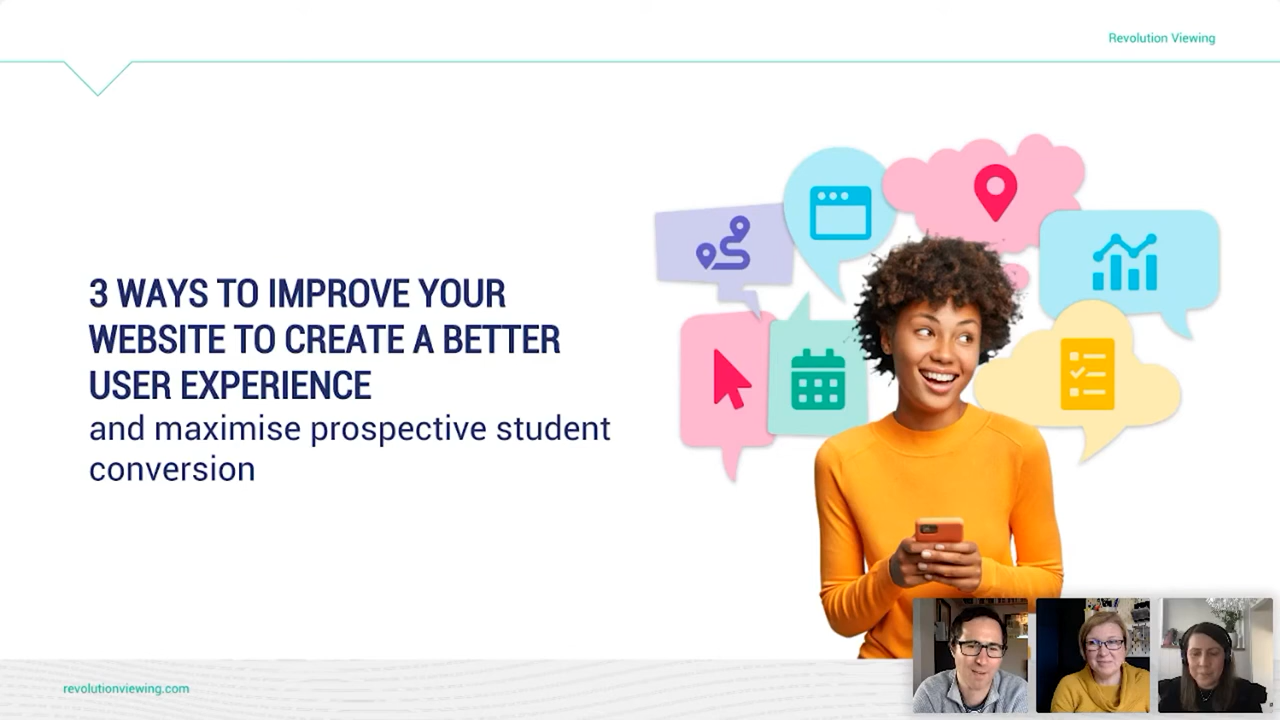 Revolution Viewing
3 WAYS TO IMPROVE YOUR
WEBSITE TO CREATE A BETTER
USER EXPERIENCE
and maximise prospective student
conversion
revolutionviewing.com